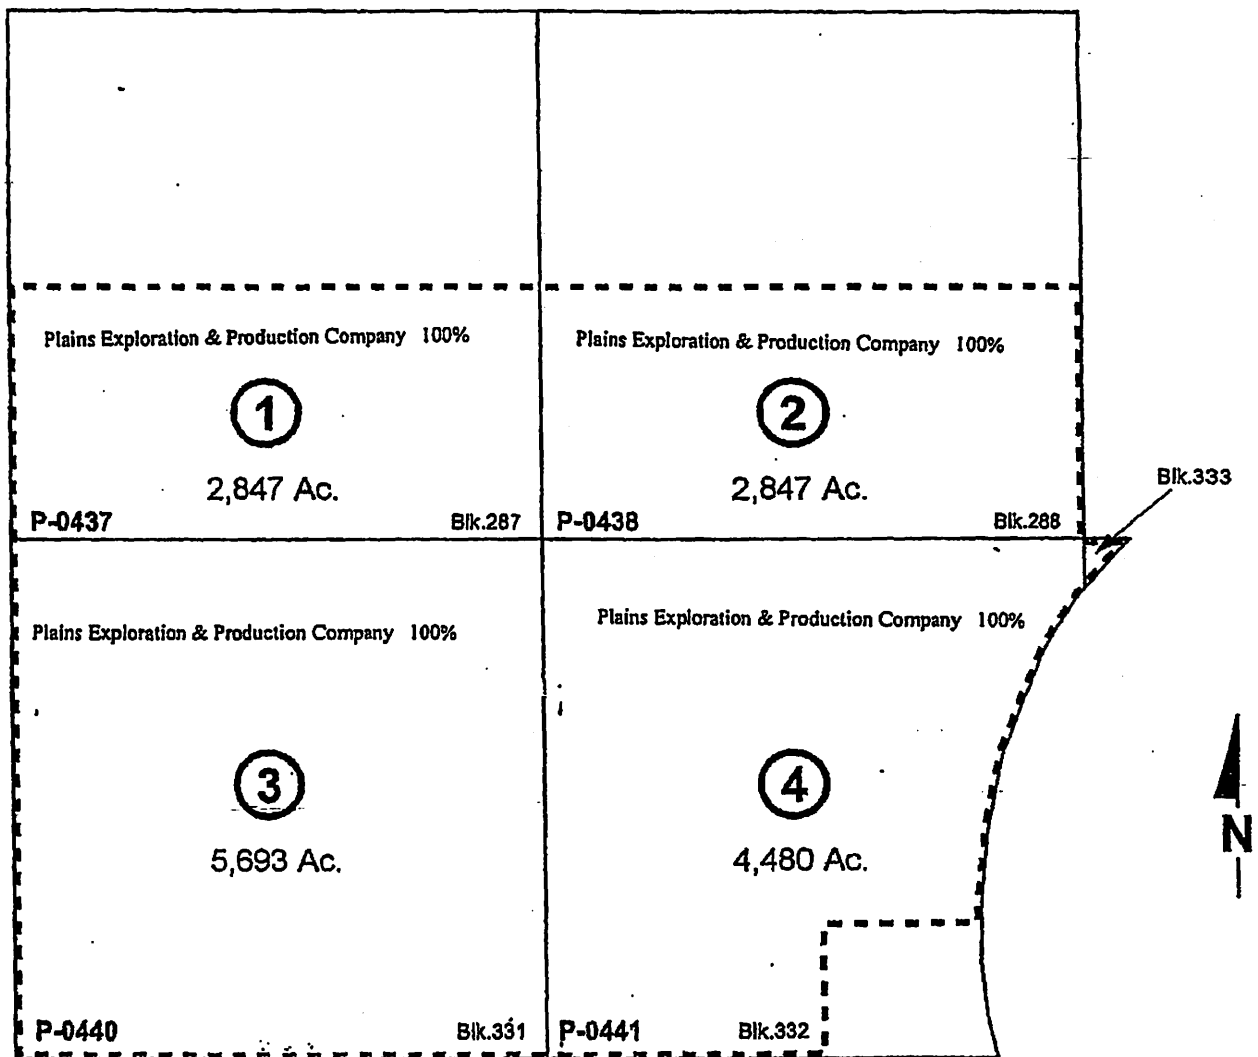 Plains Exploration & Production Company 100%
1
2,847 Ac.
P-0437 Blk.287
Plains Exploration & Production Company 100%
2
2,847 Ac.
P-0438 Blk.288
Blk.333
Plains Exploration & Production Company 100%
3
5,693 Ac.
P-0440 Blk.331
Plains Exploration & Production Company 100%
4
4,480 Ac.
P-0441 Blk.332
N